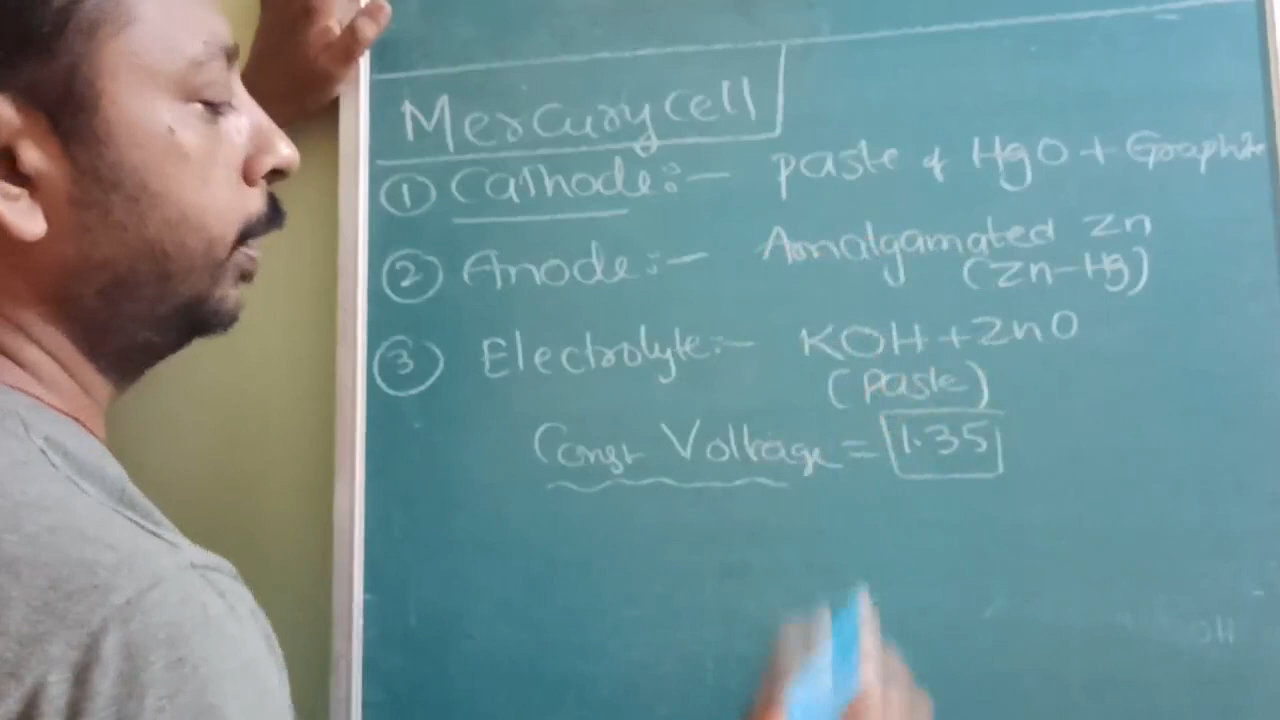 Mercury cell
① Cathode:- paste of HgO + Graphite
② Anode:- Amalgamated Zn
(Zn-Hg)
③ Electrolyte:- KOH + ZnO
(paste)
Const Voltage = 1.35